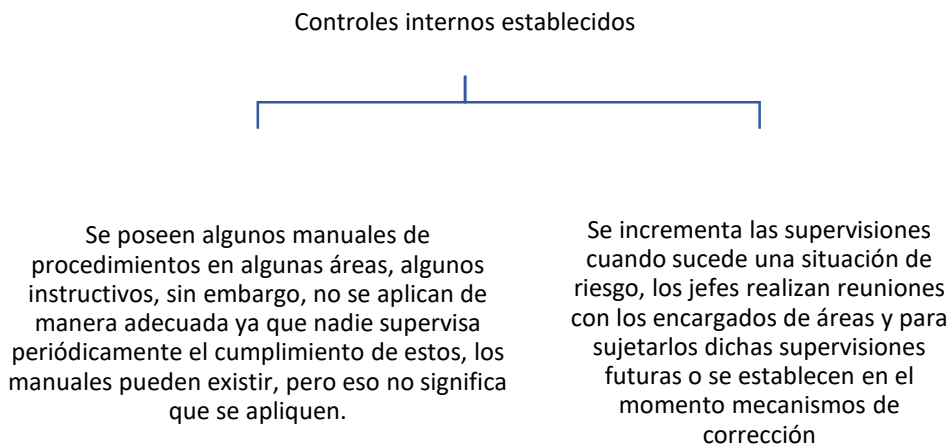 Controles internos establecidos
Se poseen algunos manuales de
procedimientos en algunas áreas, algunos
instructivos, sin embargo, no se aplican de
manera adecuada ya que nadie supervisa
periódicamente el cumplimiento de estos, los
manuales pueden existir, pero eso no significa
que se apliquen.
Se incrementa las supervisiones
cuando sucede una situación de
riesgo, los jefes realizan reuniones
con los encargados de áreas y para
sujetarlos dichas supervisiones
futuras o se establecen en el
momento mecanismos de
corrección